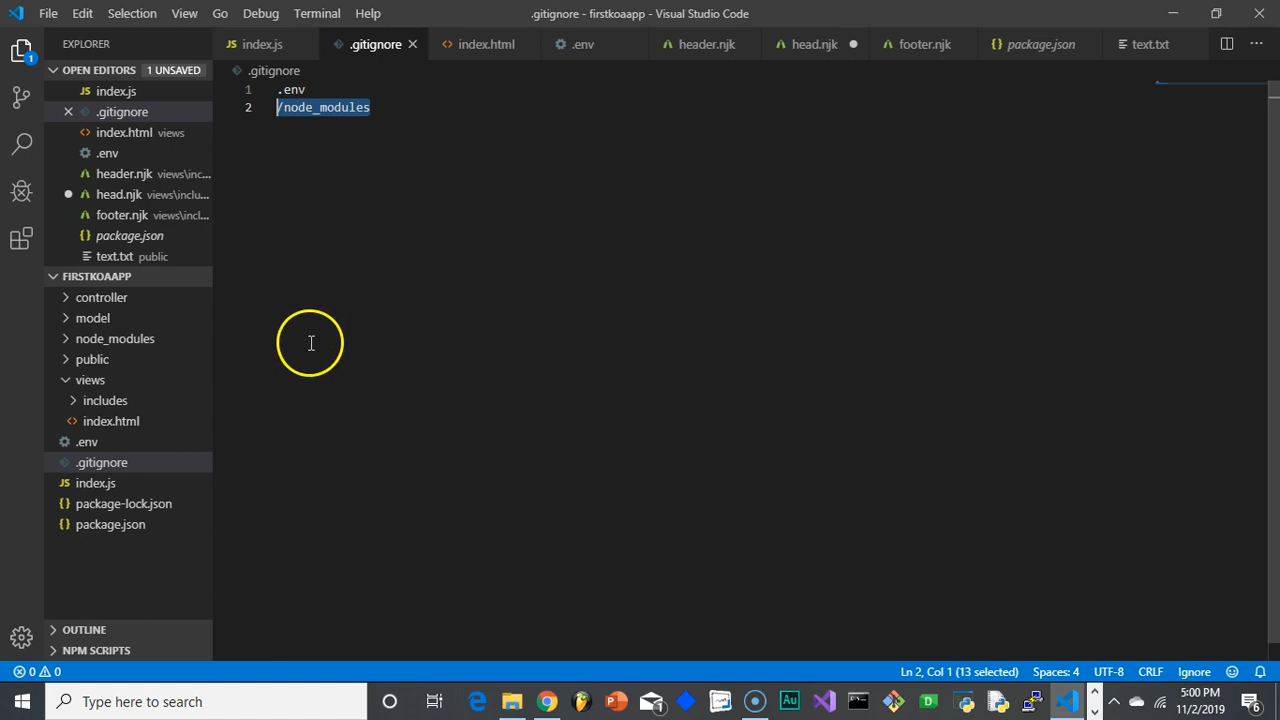 File Edit Selection View Go Debug Terminal Help .gitignore - firstkoaapp - Visual Studio Code
EXPLORER index.js .gitignore index.html .env header.njk head.njk footer.njk package.json text.txt
OPEN EDITORS 1 UNSAVED .gitignore
1
index.js
.gitignore
index.html views
.env
header.njk views\inc...
head.njk views\inclu...
footer.njk views\incl...
package.json
text.txt public
1 .env
2 /node_modules
FIRSTKOAAPP
controller
model
node_modules
public
views
includes
index.html
.env
.gitignore
index.js
package-lock.json
package.json
OUTLINE
NPM SCRIPTS
0 0 Ln 2, Col 1 (13 selected) Spaces: 4 UTF-8 CRLF Ignore
Type here to search
Au
1
D
5:00 PM
11/2/2019
6